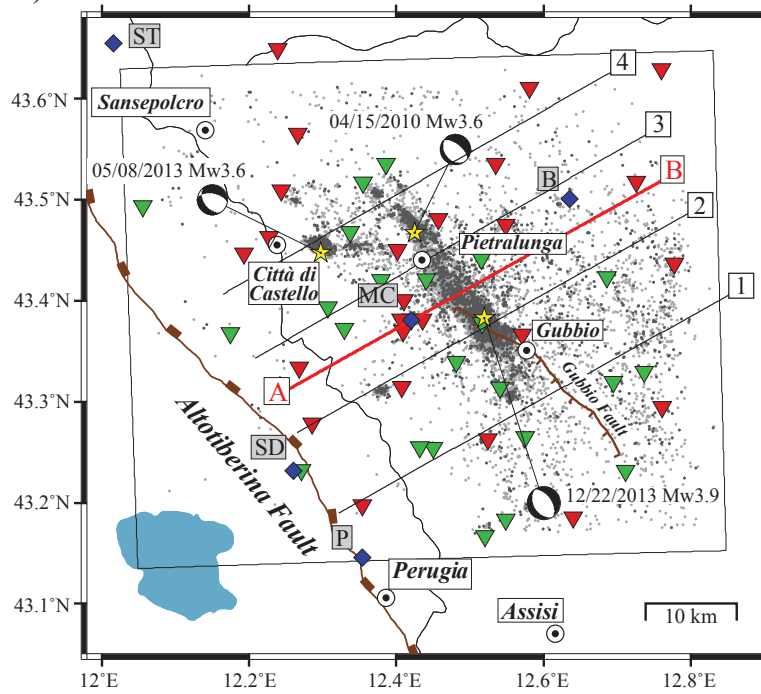 ST
4
43.6°N
Sansepolcro
04/15/2010 Mw3.6
3
05/08/2013 Mw3.6
B
B
43.5°N
2
Pietralunga
Città di
Castello
MC
1
43.4°N
Gubbio
A
43.3°N
Gubbio Fault
Altotiberina Fault
SD
43.2°N
12/22/2013 Mw3.9
P
Perugia
43.1°N
Assisi
10 km
12°E
12.2°E
12.4°E
12.6°E
12.8°E